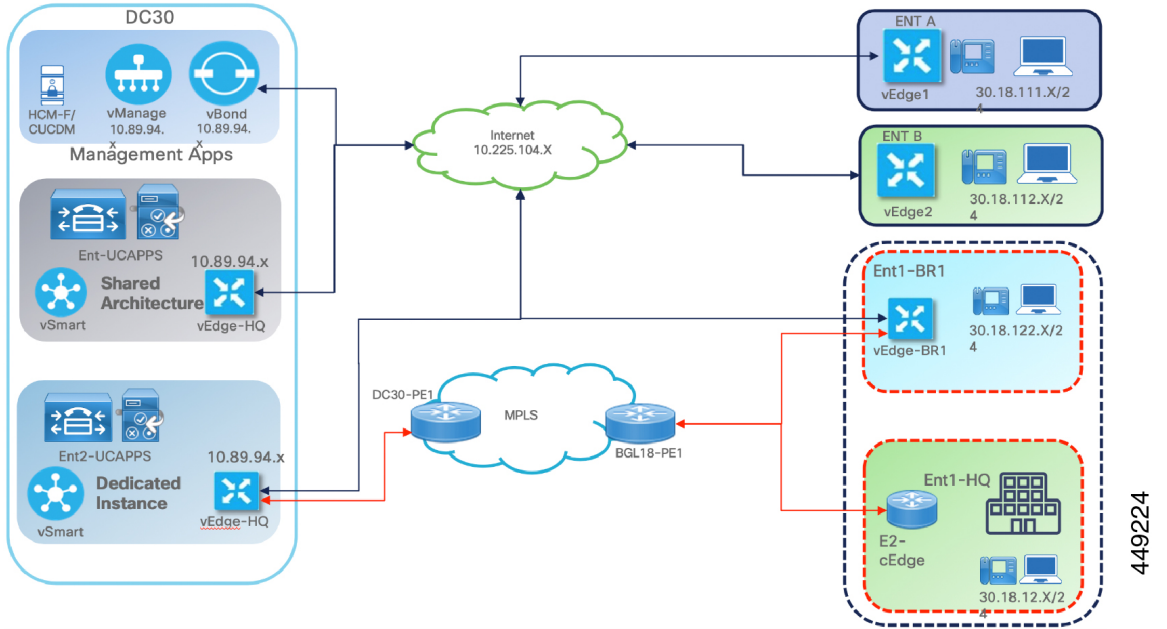 DC30
HCM-F/
CUCDM
vManage
10.89.94.
x
vBond
10.89.94.
x
Management Apps
Ent-UCAPPS
10.89.94.x
Shared
Architecture
vSmart
vEdge-HQ
Ent2-UCAPPS
10.89.94.x
Dedicated
Instance
vSmart
vEdge-HQ
Internet
10.225.104.X
DC30-PE1
MPLS
BGL18-PE1
ENT A
vEdge1
30.18.111.X/2
4
ENT B
vEdge2
30.18.112.X/2
4
Ent1-BR1
vEdge-BR1
30.18.122.X/2
4
Ent1-HQ
E2-
cEdge
30.18.12.X/2
4
449224